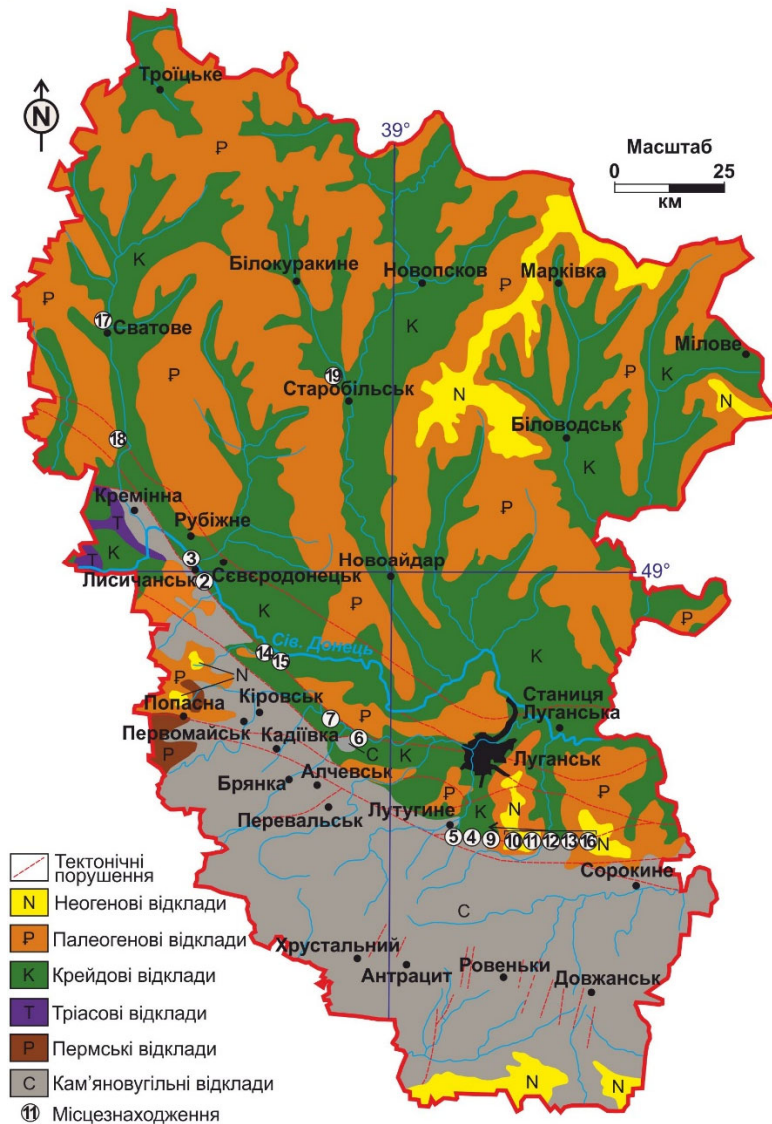 Троїцьке
N
39°
Масштаб
0 25
км
₽
К
Білокуракине
Новопсков
₽
Марківка
₽
17
Сватове
К
Мілове
₽
К
₽
19
Старобільськ
N
N
Біловодськ
18
К
Кремінна
Т
Рубіжне
₽
К
3
Новоайдар
Т
Лисичанськ
2
Сєвєродонецьк
49°
₽
₽
К
Сів. Донець
К
14
15
N
Станиця
Луганська
₽
Кіровськ
7
₽
Попасна
6
Первомайськ
Кадіївка
С
К
Луганськ
Р
Брянка
Алчевськ
₽
N
₽
Перевальськ
Лутугине
К
5 4 9 10 11 12 13 16 N
Сорокине
С
Хрустальний
Антрацит
Ровеньки
Довжанськ
N
N
Тектонічні
порушення
N Неогенові відклади
₽ Палеогенові відклади
К Крейдові відклади
Т Тріасові відклади
Р Пермські відклади
С Кам’яновугільні відклади
11 Місцезнаходження